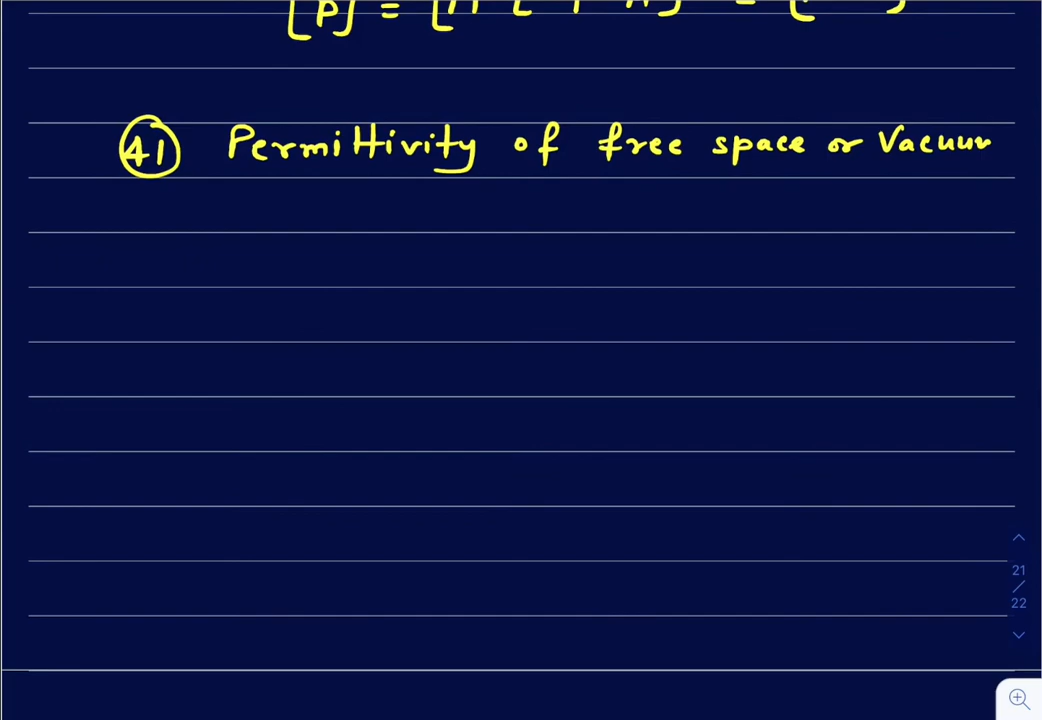 [P] = [M L T A] = [ ]
41 Permittivity of free space or Vacuum
21
/
22